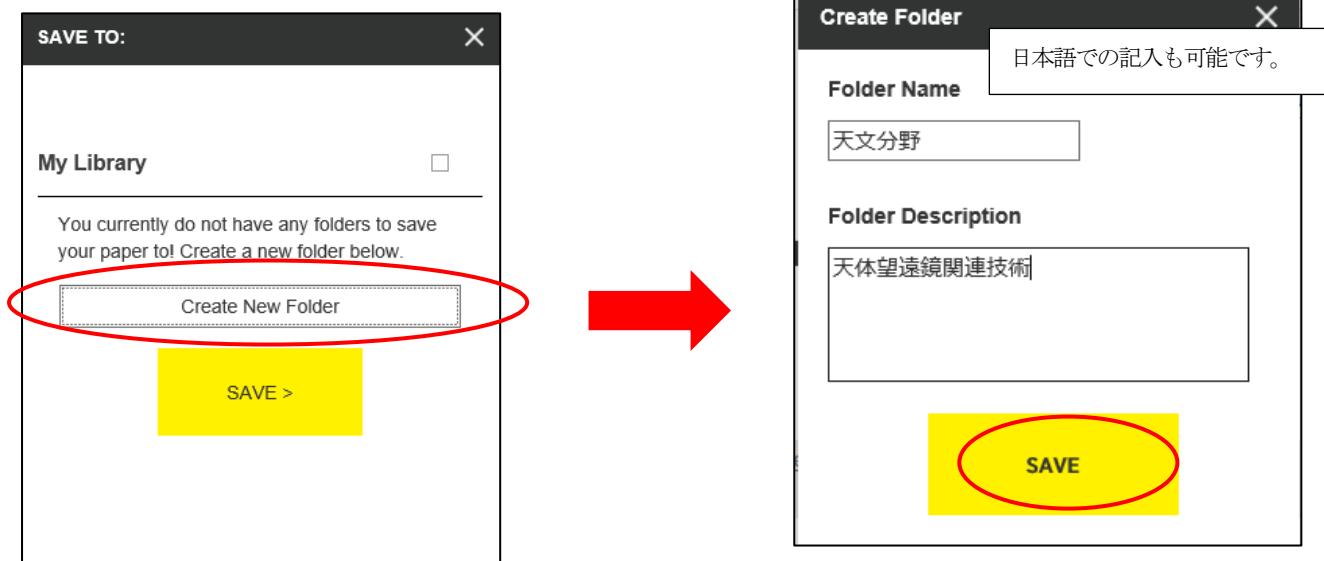 SAVE TO:
My Library
You currently do not have any folders to save
your paper to! Create a new folder below.
Create New Folder
SAVE >
Create Folder
日本語での記入も可能です。
Folder Name
天文分野
Folder Description
天体望遠鏡関連技術
SAVE